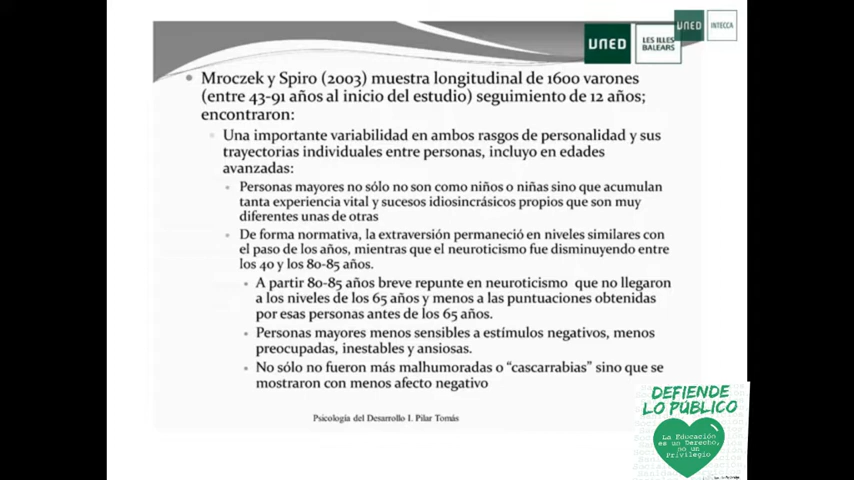 UNED
INTECCA
UNED
LES ILLES
BALEARS
Mroczek y Spiro (2003) muestra longitudinal de 1600 varones
(entre 43-91 años al inicio del estudio) seguimiento de 12 años;
encontraron:
Una importante variabilidad en ambos rasgos de personalidad y sus
trayectorias individuales entre personas, incluyo en edades
avanzadas:
Personas mayores no sólo no son como niños o niñas sino que acumulan
tanta experiencia vital y sucesos idiosincrásicos propios que son muy
diferentes unas de otras
De forma normativa, la extraversión permaneció en niveles similares con
el paso de los años, mientras que el neuroticismo fue disminuyendo entre
los 40 y los 80-85 años.
A partir 80-85 años breve repunte en neuroticismo que no llegaron
a los niveles de los 65 años y menos a las puntuaciones obtenidas
por esas personas antes de los 65 años.
Personas mayores menos sensibles a estímulos negativos, menos
preocupadas, inestables y ansiosas.
No sólo no fueron más malhumoradas o “cascarrabias” sino que se
mostraron con menos afecto negativo
Psicología del Desarrollo I. Pilar Tomás
DEFIENDE
LO PÚBLICO
La Educación
es un Derecho,
no un
Privilegio